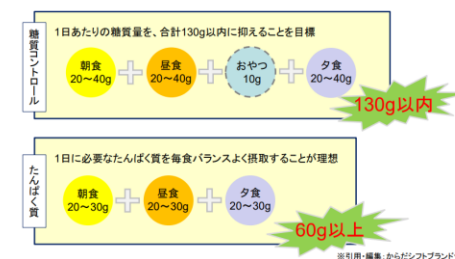 糖質コントロール
1日あたりの糖質量を、合計130g以内に抑えることを目標
朝食
20～40g
昼食
20～40g
おやつ
10g
夕食
20～40g
130g以内
たんぱく質
1日に必要なたんぱく質を毎食バランスよく摂取することが理想
朝食
20～30g
昼食
20～30g
夕食
20～30g
60g以上
※引用・編集：からだシフトブランド